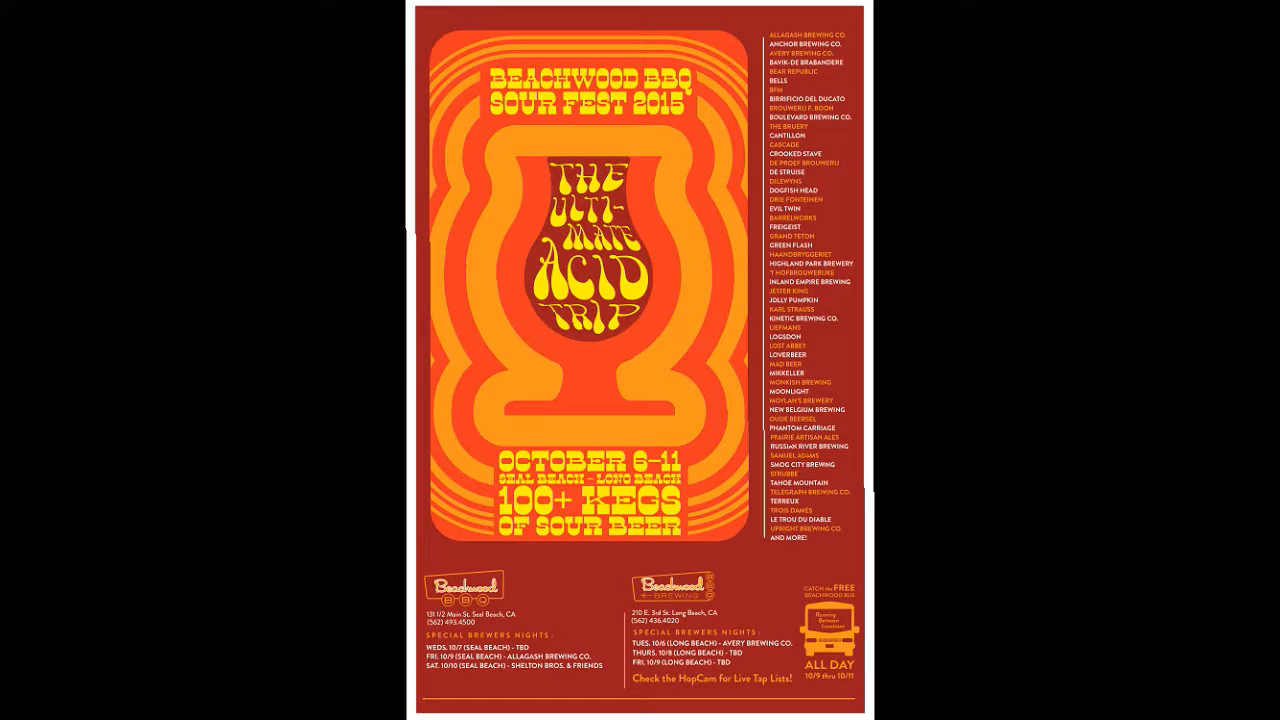 BEACHWOOD BBQ
SOUR FEST 2015
THE
ULTI-
MATE
ACID
TRIP
OCTOBER 6-11
SEAL BEACH - LONG BEACH
100+ KEGS
OF SOUR BEER
ALLAGASH BREWING CO.
ANCHOR BREWING CO.
AVERY BREWING CO.
BAVIK-DE BRABANDERE
BEAR REPUBLIC
BELLS
BFM
BIRRIFICIO DEL DUCATO
BROUWERIJ F. BOON
BOULEVARD BREWING CO.
THE BRUERY
CANTILLON
CASCADE
CROOKED STAVE
DE PROEF BROUWERIJ
DE STRUISE
DILEWYNS
DOGFISH HEAD
DRIE FONTEINEN
EVIL TWIN
BARRELWORKS
FREIGEIST
GRAND TETON
GREEN FLASH
HAANDBRYGGERIET
HIGHLAND PARK BREWERY
'T HOFBROUWERIJKE
INLAND EMPIRE BREWING
JESTER KING
JOLLY PUMPKIN
KARL STRAUSS
KINETIC BREWING CO.
LIEFMANS
LOGSDON
LOST ABBEY
LOVERBEER
MAD BEER
MIKKELLER
MONKISH BREWING
MOONLIGHT
MOYLAN'S BREWERY
NEW BELGIUM BREWING
OUDE BEERSEL
PHANTOM CARRIAGE
PRAIRIE ARTISAN ALES
RUSSIAN RIVER BREWING
SAMUEL ADAMS
SMOG CITY BREWING
STRUBBE
TAHOE MOUNTAIN
TELEGRAPH BREWING CO.
TERREUX
TROIS DAMES
LE TROU DU DIABLE
UPRIGHT BREWING CO.
AND MORE!
Beachwood
BBQ
131 1/2 Main St. Seal Beach, CA
(562) 493.4500
SPECIAL BREWERS NIGHTS:
WEDS. 10/7 (SEAL BEACH) - TBD
FRI. 10/9 (SEAL BEACH) - ALLAGASH BREWING CO.
SAT. 10/10 (SEAL BEACH) - SHELTON BROS. & FRIENDS
Beachwood
BBQ
BREWING
210 E. 3rd St. Long Beach, CA
(562) 436.4020
SPECIAL BREWERS NIGHTS:
TUES. 10/6 (LONG BEACH) - AVERY BREWING CO.
THURS. 10/8 (LONG BEACH) - TBD
FRI. 10/9 (LONG BEACH) - TBD
Check the HopCam for Live Tap Lists!
CATCH the FREE
BEACHWOOD BUS
Running
Between
Locations
ALL DAY
10/9 thru 10/11